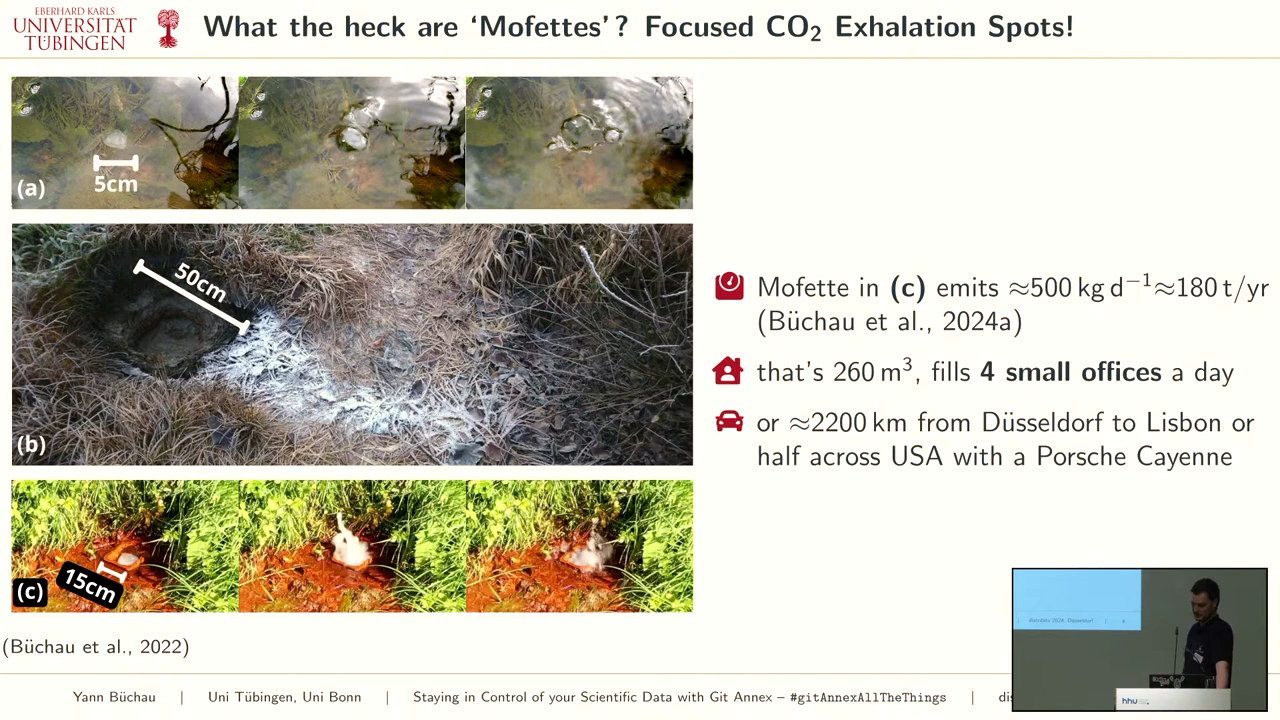 EBERHARD KARLS
UNIVERSITÄT
TÜBINGEN
What the heck are ‘Mofettes’? Focused CO₂ Exhalation Spots!
(a)
5cm
50cm
(b)
(c)
15cm
Mofette in (c) emits ≈500 kg d⁻¹≈180 t/yr
(Büchau et al., 2024a)
that's 260 m³, fills 4 small offices a day
or ≈2200 km from Düsseldorf to Lisbon or
half across USA with a Porsche Cayenne
(Büchau et al., 2022)
Yann Büchau | Uni Tübingen, Uni Bonn | Staying in Control of your Scientific Data with Git Annex – #gitAnnexAllTheThings | dis
hhu